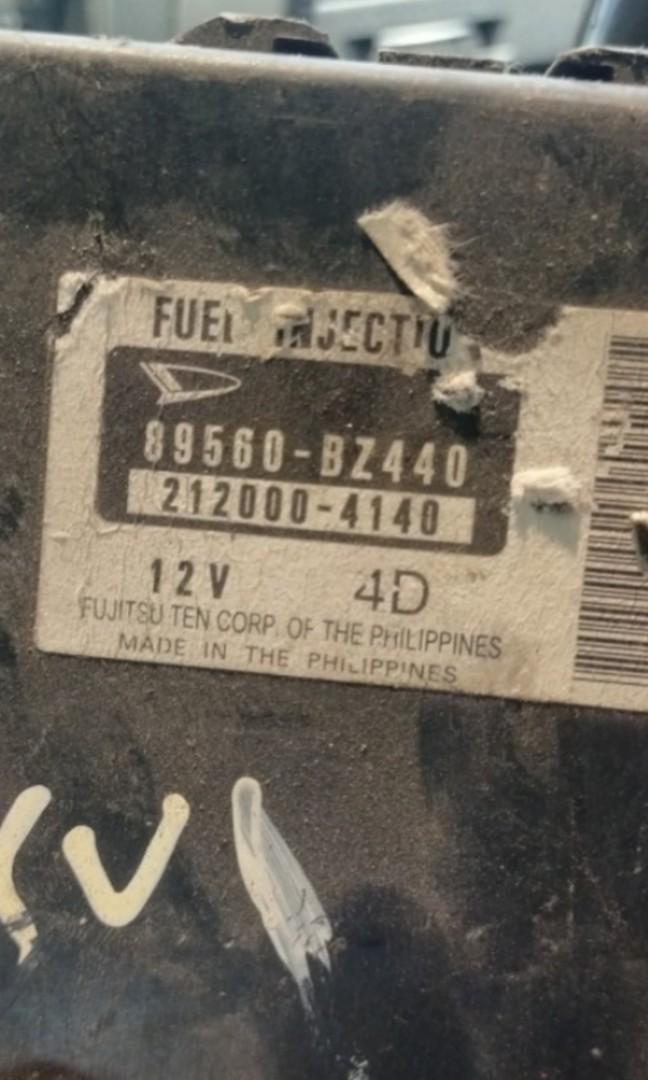 FUEL INJECTIO
89560-BZ440
212000-4140
12V 4D
FUJITSU TEN CORP. OF THE PHILIPPINES
MADE IN THE PHILIPPINES